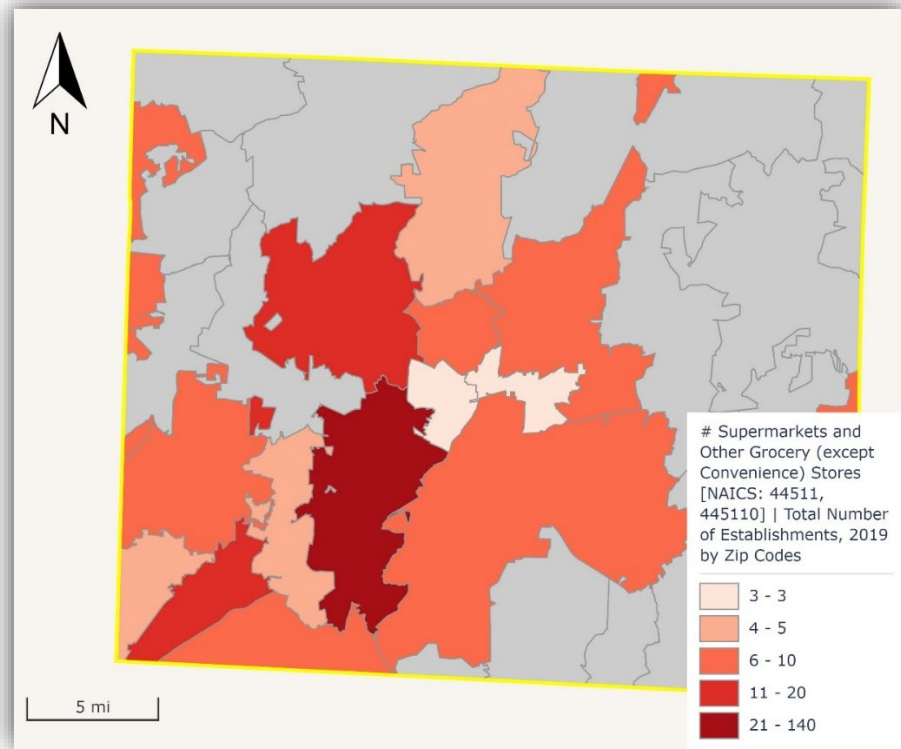 N
# Supermarkets and
Other Grocery (except
Convenience) Stores
[NAICS: 44511,
445110] | Total Number
of Establishments, 2019
by Zip Codes
3 - 3
4 - 5
6 - 10
11 - 20
21 - 140
5 mi